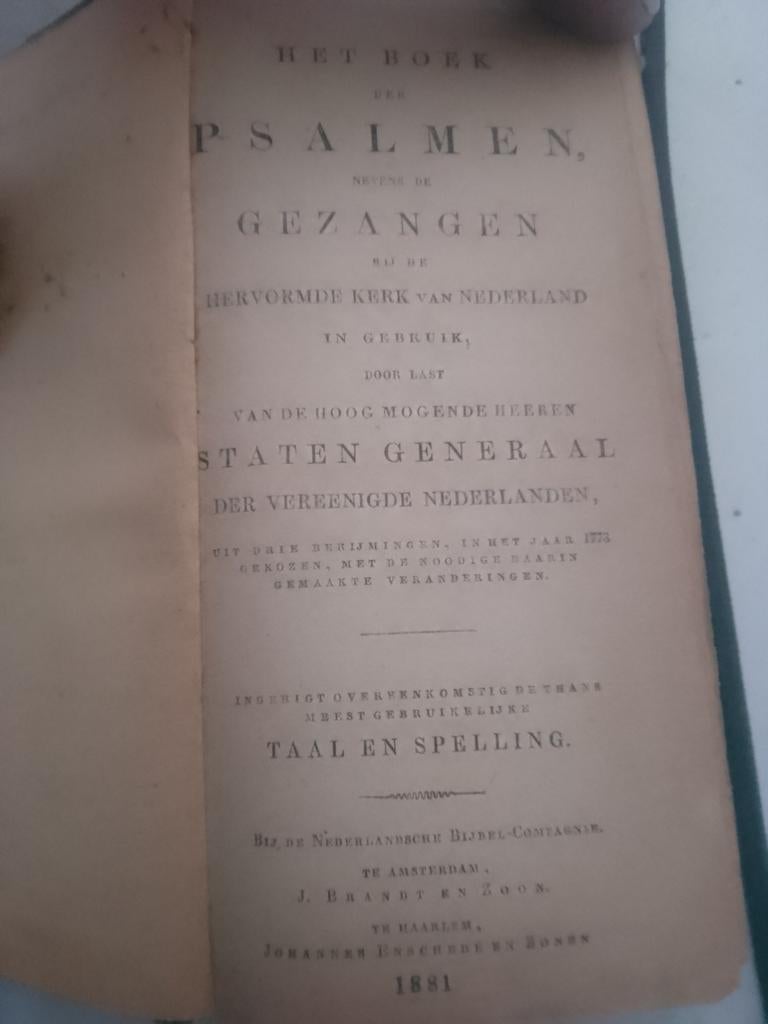 HET BOEK
DER
PSALMEN,
NEVENS DE
GEZANGEN
BIJ DE
HERVORMDE KERK VAN NEDERLAND
IN GEBRUIK,
DOOR LAST
VAN DE HOOG MOGENDE HEEREN
STATEN GENERAAL
DER VEREENIGDE NEDERLANDEN,
UIT DRIE BERIJMINGEN, IN HET JAAR 1773
GEKOZEN, MET DE NOODIGE DAARIN
GEMAAKTE VERANDERINGEN.
INGERIGT OVEREENKOMSTIG DE THANS
MEEST GEBRUIKELIJKE
TAAL EN SPELLING.
BIJ DE NEDERLANDSCHE BIJBEL-COMPAGNIE.
TE AMSTERDAM,
J. BRANDT EN ZOON.
TE HAARLEM,
JOHANNES ENSCHEDE EN ZONEN
1881